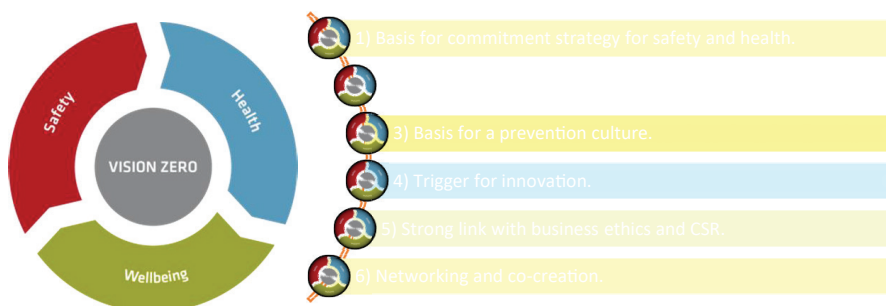 Safety
Health
VISION ZERO
Wellbeing
1) Basis for commitment strategy for safety and health.
3) Basis for a prevention culture.
4) Trigger for innovation.
5) Strong link with business ethics and CSR.
6) Networking and co-creation.